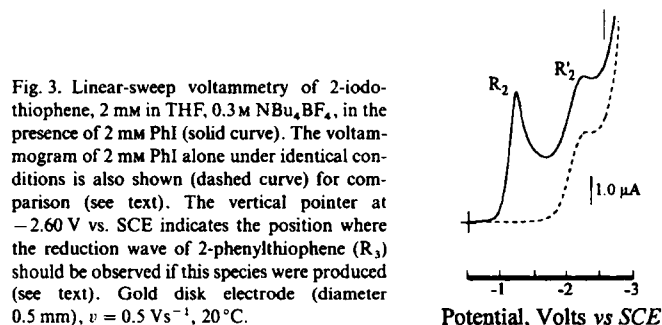 Fig. 3. Linear-sweep voltammetry of 2-iodo-
thiophene, 2 mM in THF, 0.3 M NBu₄BF₄, in the
presence of 2 mM PhI (solid curve). The voltam-
mogram of 2 mM PhI alone under identical con-
ditions is also shown (dashed curve) for com-
parison (see text). The vertical pointer at
−2.60 V vs. SCE indicates the position where
the reduction wave of 2-phenylthiophene (R₃)
should be observed if this species were produced
(see text). Gold disk electrode (diameter
0.5 mm), v = 0.5 Vs⁻¹, 20°C.
R₂
R'₂
1.0 μA
-1 -2 -3
Potential, Volts vs SCE